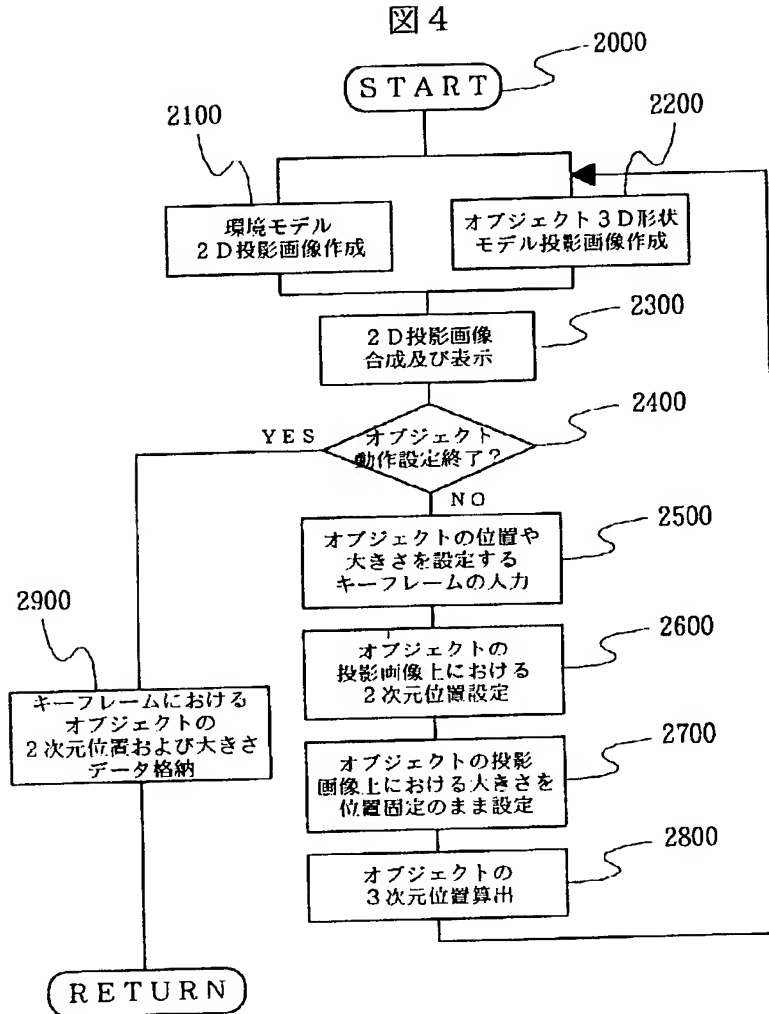 図4
2000
START
2100
2200
環境モデル
2D投影画像作成
オブジェクト3D形状
モデル投影画像作成
2300
2D投影画像
合成及び表示
2400
YES
オブジェクト
動作設定終了?
NO
2500
オブジェクトの位置や
大きさを設定する
キーフレームの入力
2900
2600
オブジェクトの
投影画像上における
2次元位置設定
キーフレームにおける
オブジェクトの
2次元位置および大きさ
データ格納
2700
オブジェクトの投影
画像上における大きさを
位置固定のまま設定
2800
オブジェクトの
3次元位置算出
RETURN